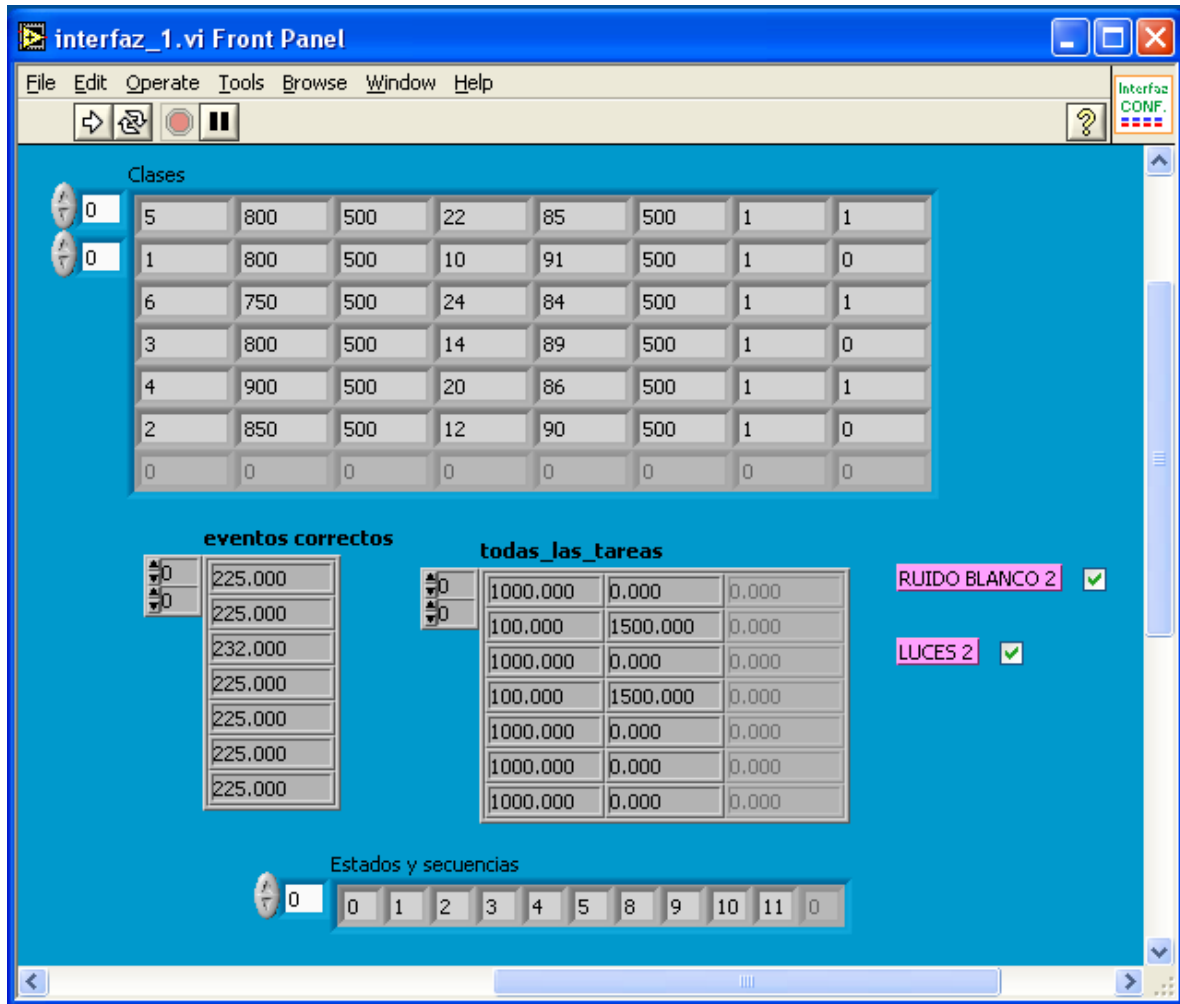 interfaz_1.vi Front Panel
File Edit Operate Tools Browse Window Help
Interfaz
CONF.
?
Clases
0
0
5 800 500 22 85 500 1 1
1 800 500 10 91 500 1 0
6 750 500 24 84 500 1 1
3 800 500 14 89 500 1 0
4 900 500 20 86 500 1 1
2 850 500 12 90 500 1 0
0 0 0 0 0 0 0 0
eventos correctos
0
0
225.000
225.000
232.000
225.000
225.000
225.000
225.000
todas_las_tareas
0
0
1000.000 0.000 0.000
100.000 1500.000 0.000
1000.000 0.000 0.000
100.000 1500.000 0.000
1000.000 0.000 0.000
1000.000 0.000 0.000
1000.000 0.000 0.000
RUIDO BLANCO 2
LUCES 2
Estados y secuencias
0
0 1 2 3 4 5 8 9 10 11 0